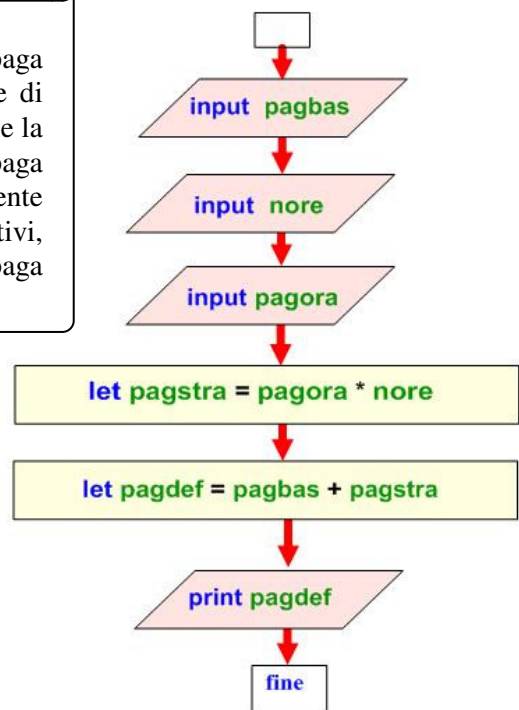 paga
e di
e la
paga
ente
tivi,
paga
input pagbas
input nore
input pagora
let pagstra = pagora * nore
let pagdef = pagbas + pagstra
print pagdef
fine